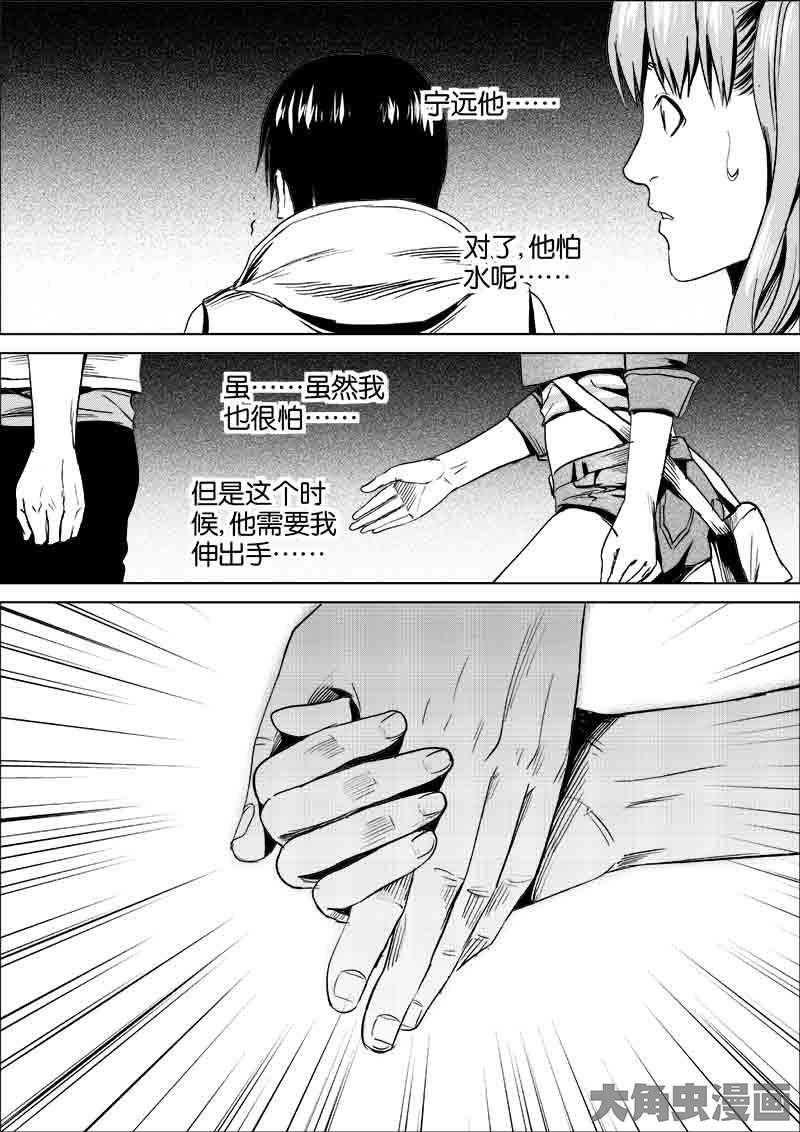 宁远他……
对了,他怕
水呢……
虽……虽然我
也很怕……
但是这个时
候,他需要我
伸出手……
大角虫漫画